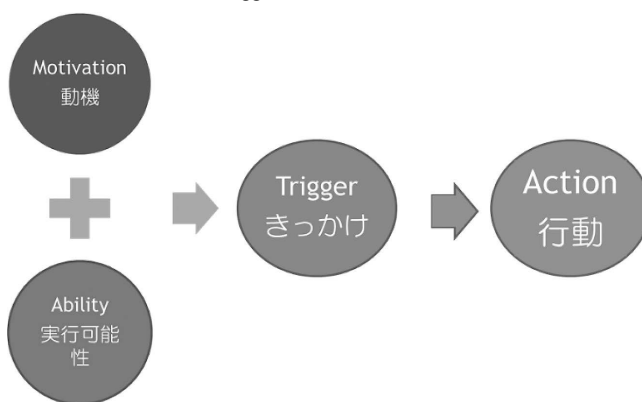 Motivation
動機
Trigger
きっかけ
Action
行動
Ability
実行可能
性